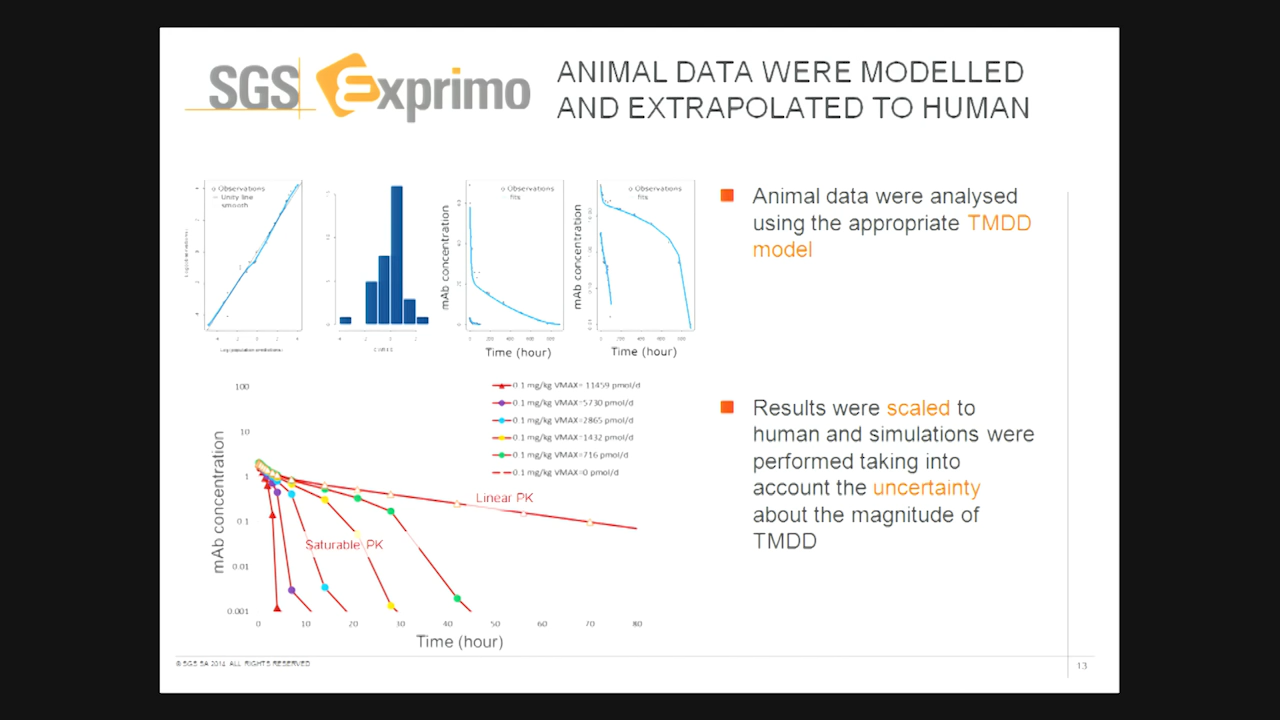 SGS Exprimo
ANIMAL DATA WERE MODELLED
AND EXTRAPOLATED TO HUMAN
Observations
Unity line
smooth
Observations
fits
Observations
fits
mAb concentration
mAb concentration
Time (hour)
Time (hour)
Animal data were analysed
using the appropriate TMDD
model
0.1 mg/kg VMAX= 11459 pmol/d
0.1 mg/kg VMAX=5730 pmol/d
0.1 mg/kg VMAX=2865 pmol/d
0.1 mg/kg VMAX=1432 pmol/d
0.1 mg/kg VMAX=716 pmol/d
0.1 mg/kg VMAX=0 pmol/d
mAb concentration
100
10
1
0.1
0.01
0.001
Linear PK
Saturable PK
0 10 20 30 40 50 60 70 80
Time (hour)
Results were scaled to
human and simulations were
performed taking into
account the uncertainty
about the magnitude of
TMDD
© SGS SA 2014 ALL RIGHTS RESERVED
13